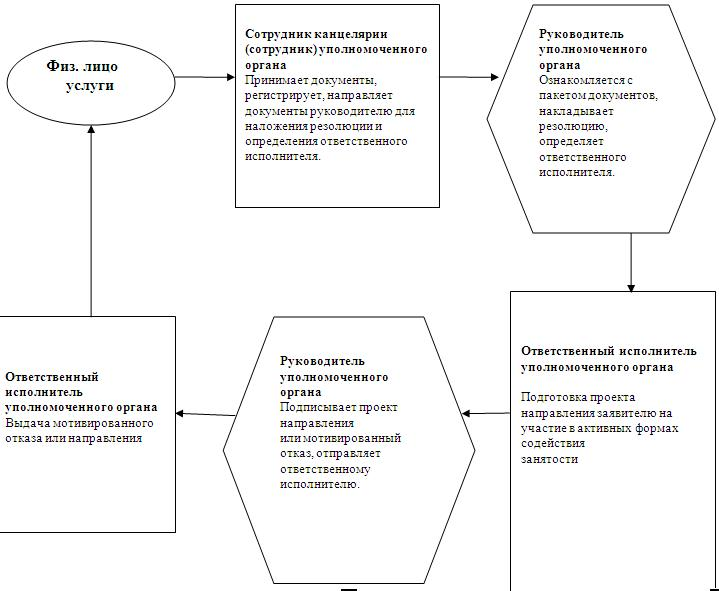 Физ. лицо
услуги
Сотрудник канцелярии
(сотрудник) уполномоченного
органа
Принимает документы,
регистрирует, направляет
документы руководителю для
наложения резолюции и
определения ответственного
исполнителя.
Руководитель
уполномоченного
органа
Ознакомляется с
пакетом документов,
накладывает
резолюцию,
определяет
ответственного
исполнителя.
Ответственный исполнитель
уполномоченного органа
Подготовка проекта
направления заявителю на
участие в активных формах
содействия
занятости
Руководитель
уполномоченного
органа
Подписывает проект
направления
или мотивированный
отказ, отправляет
ответственному
исполнителю.
Ответственный
исполнитель
уполномоченного органа
Выдача мотивированного
отказа или направления